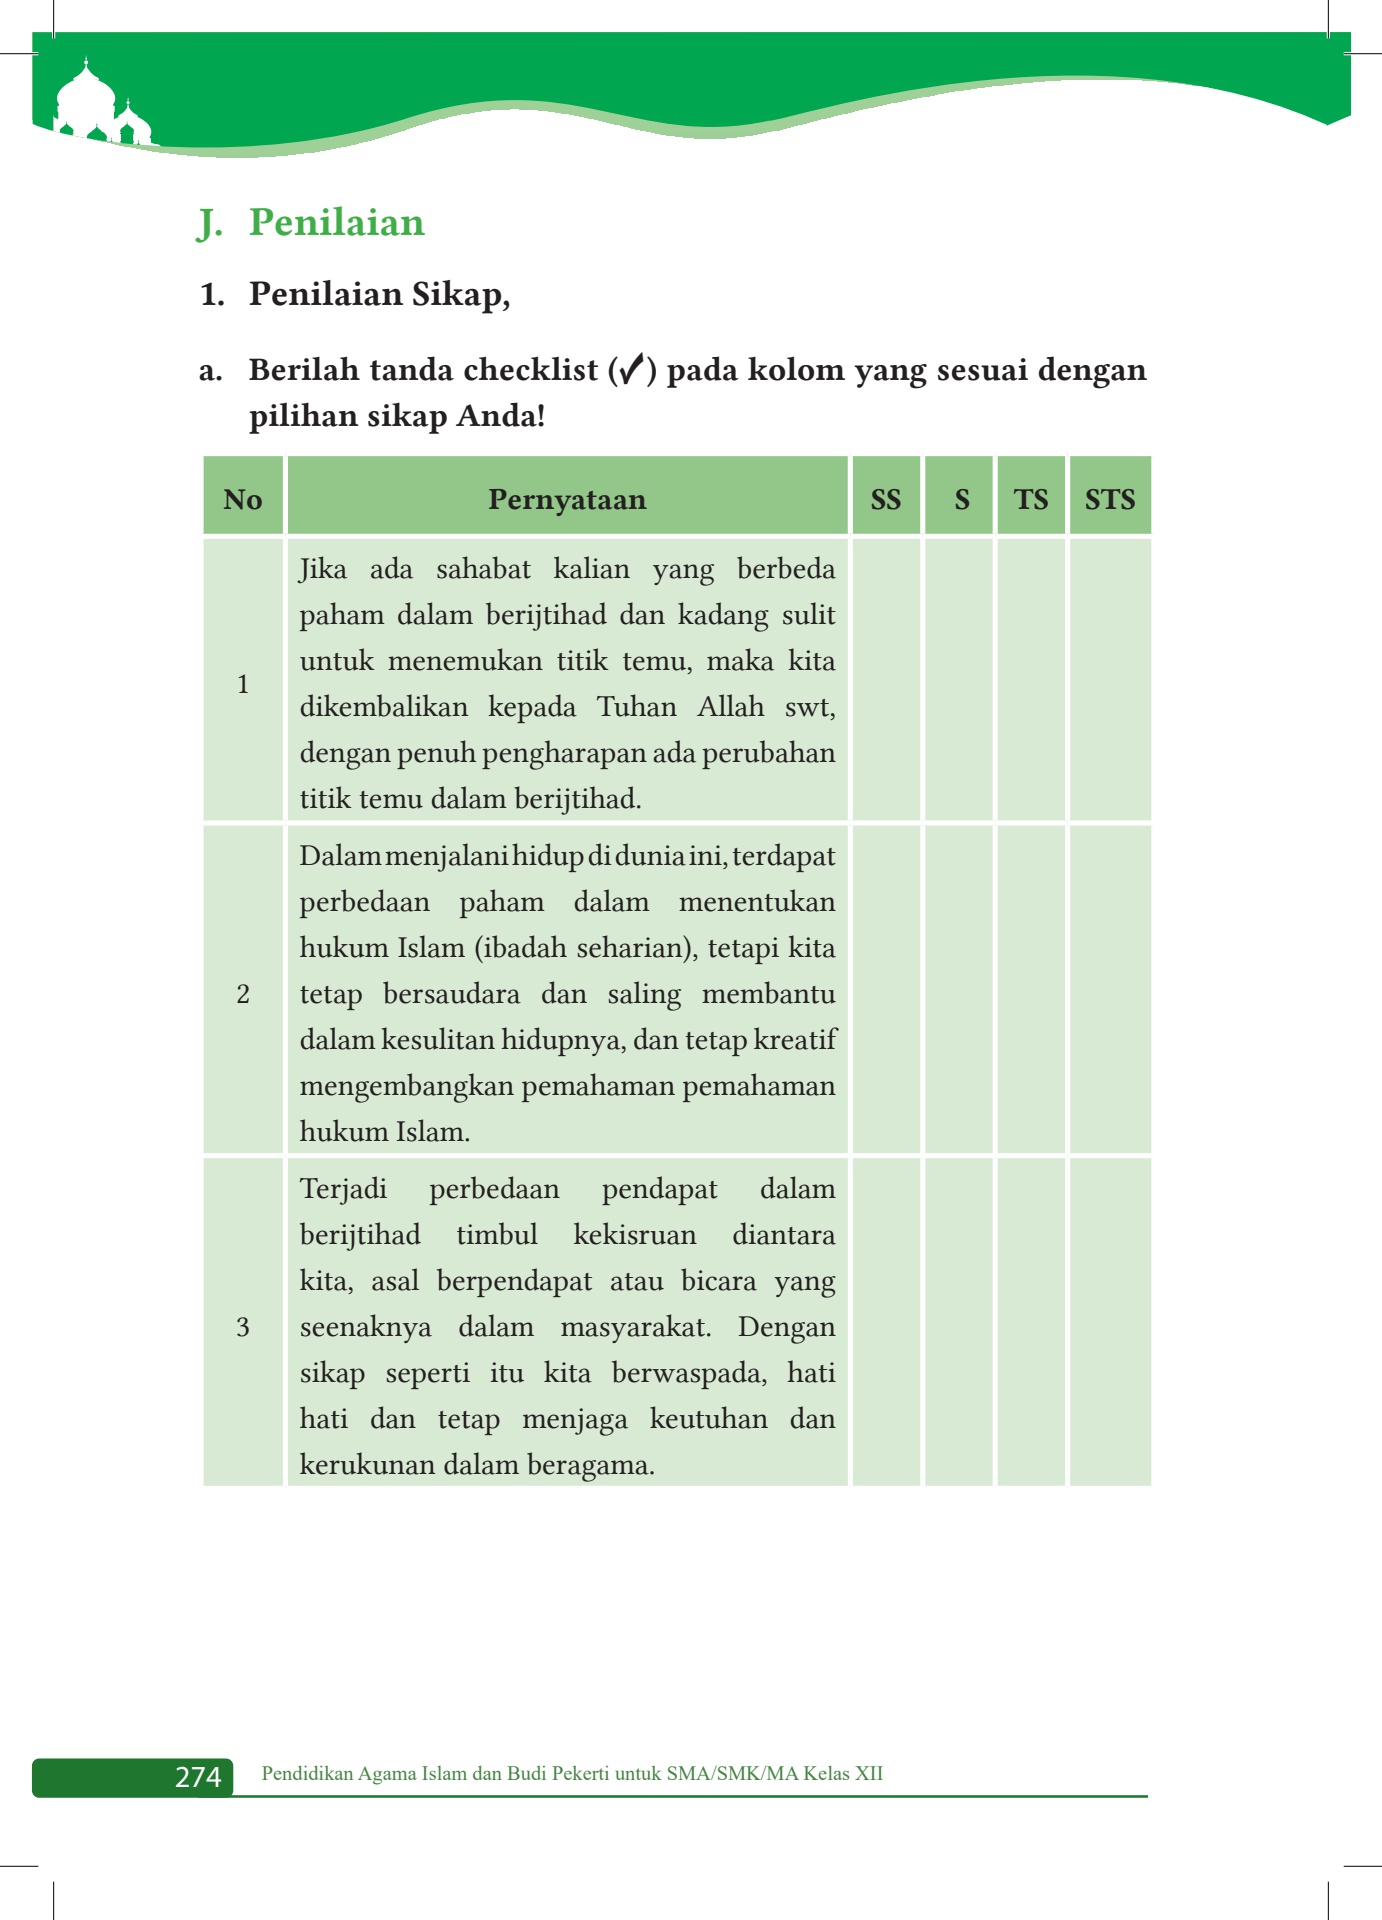 J. Penilaian
1. Penilaian Sikap,
a. Berilah tanda checklist (✓) pada kolom yang sesuai dengan
pilihan sikap Anda!
No Pernyataan SS S TS STS
Jika ada sahabat kalian yang berbeda
paham dalam berijtihad dan kadang sulit
untuk menemukan titik temu, maka kita
1
dikembalikan kepada Tuhan Allah swt,
dengan penuh pengharapan ada perubahan
titik temu dalam berijtihad.
Dalam menjalani hidup di dunia ini, terdapat
perbedaan paham dalam menentukan
hukum Islam (ibadah seharian), tetapi kita
2 tetap bersaudara dan saling membantu
dalam kesulitan hidupnya, dan tetap kreatif
mengembangkan pemahaman pemahaman
hukum Islam.
Terjadi perbedaan pendapat dalam
berijtihad timbul kekisruan diantara
kita, asal berpendapat atau bicara yang
3 seenaknya dalam masyarakat. Dengan
sikap seperti itu kita berwaspada, hati
hati dan tetap menjaga keutuhan dan
kerukunan dalam beragama.
274 Pendidikan Agama Islam dan Budi Pekerti untuk SMA/SMK/MA Kelas XII